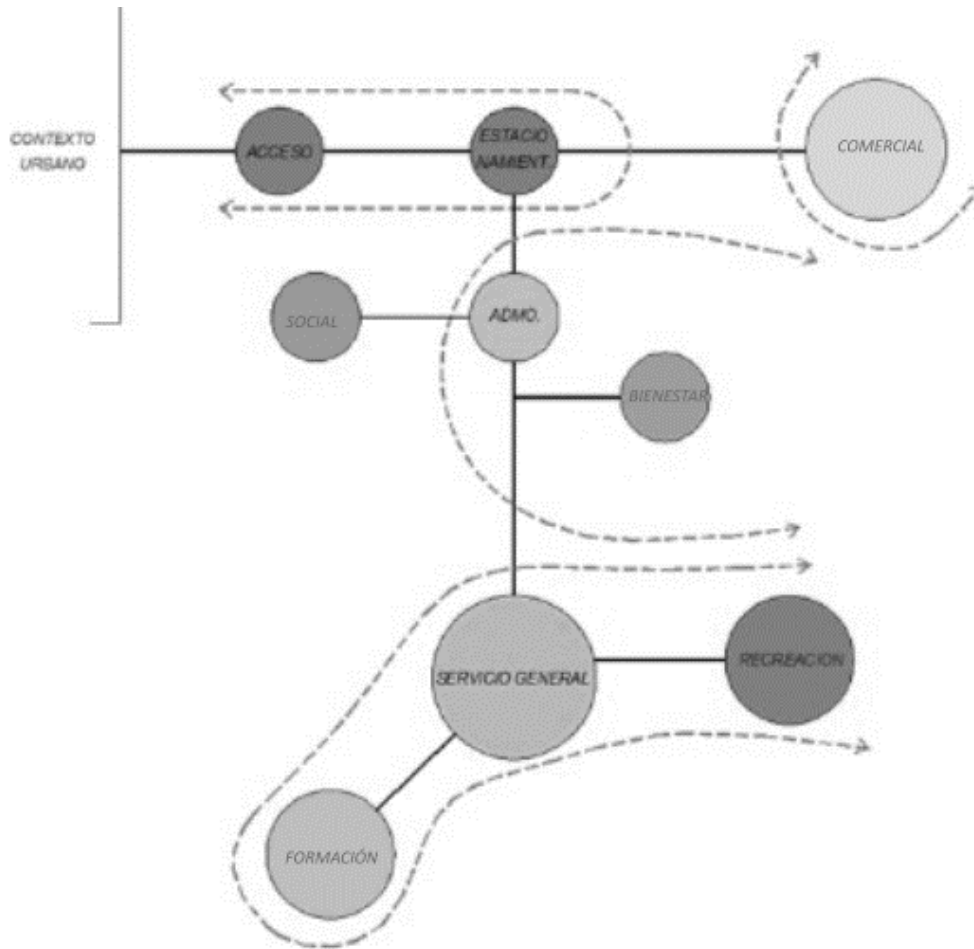 CONTEXTO
URBANO
ACCESO
ESTACIO
NAMIENT.
COMERCIAL
SOCIAL
ADMO.
BIENESTAR
SERVICIO GENERAL
RECREACION
FORMACIÓN